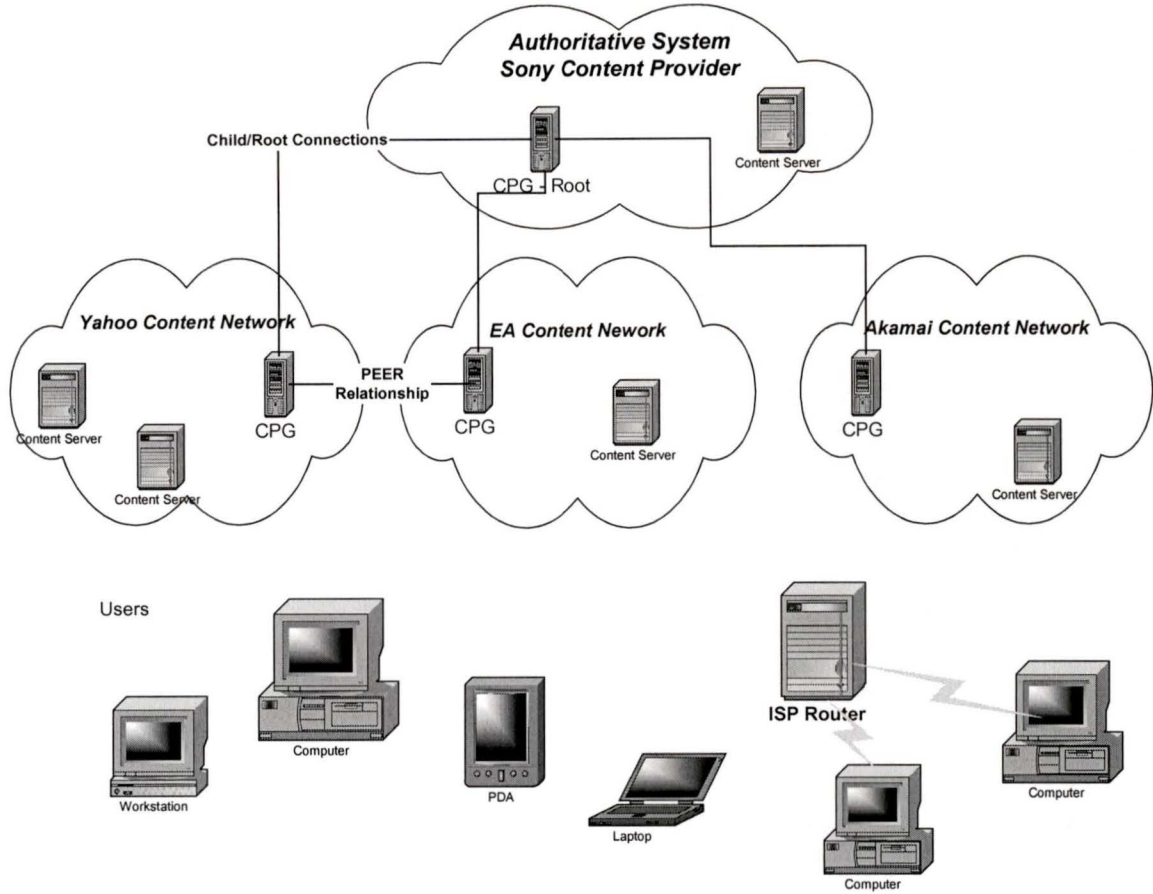 Authoritative System
Sony Content Provider
Child/Root Connections
Content Server
CPG - Root
Yahoo Content Network
EA Content Nework
Akamai Content Network
PEER
Relationship
Content Server
CPG
CPG
Content Server
CPG
Content Server
Content Server
Users
ISP Router
Computer
Workstation
PDA
Laptop
Computer
Computer